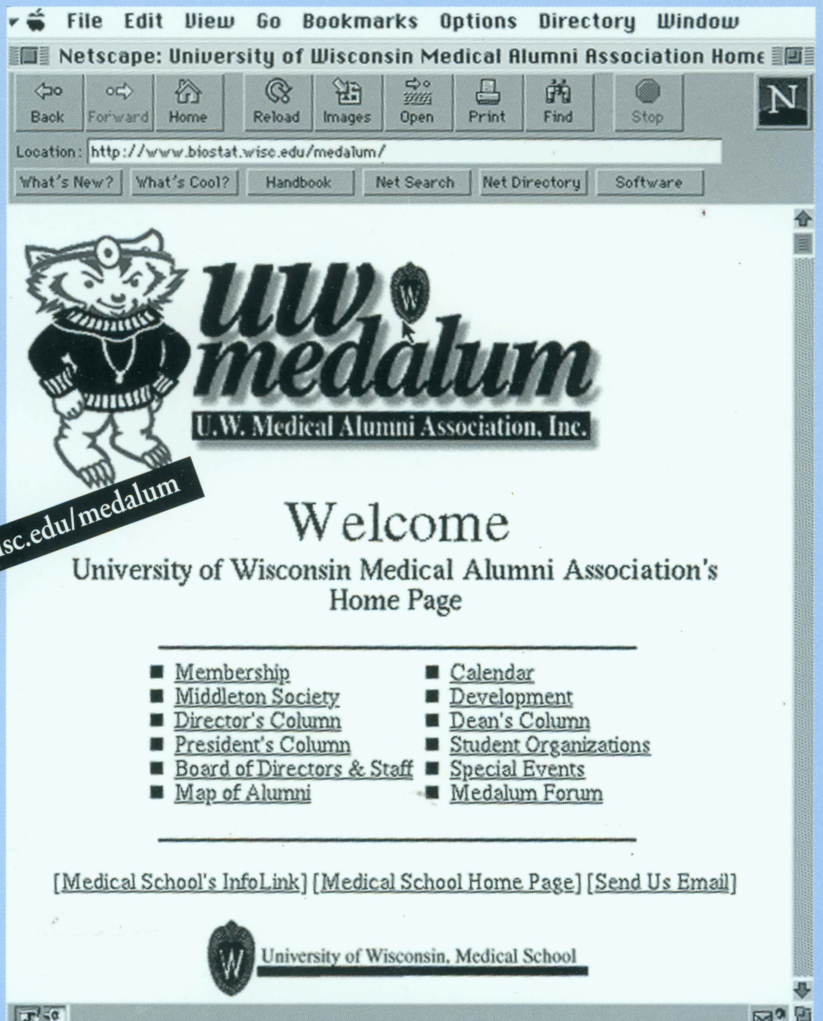 File Edit View Go Bookmarks Options Directory Window
Netscape: University of Wisconsin Medical Alumni Association Home
Back Forward Home Reload Images Open Print Find Stop N
Location: http://www.biostat.wisc.edu/medalum/
What's New? What's Cool? Handbook Net Search Net Directory Software
uw W
medalum
U.W. Medical Alumni Association, Inc.
isc.edu/medalum
Welcome
University of Wisconsin Medical Alumni Association's
Home Page
Membership
Middleton Society
Director's Column
President's Column
Board of Directors & Staff
Map of Alumni
Calendar
Development
Dean's Column
Student Organizations
Special Events
Medalum Forum
[Medical School's InfoLink] [Medical School Home Page] [Send Us Email]
W University of Wisconsin, Medical School